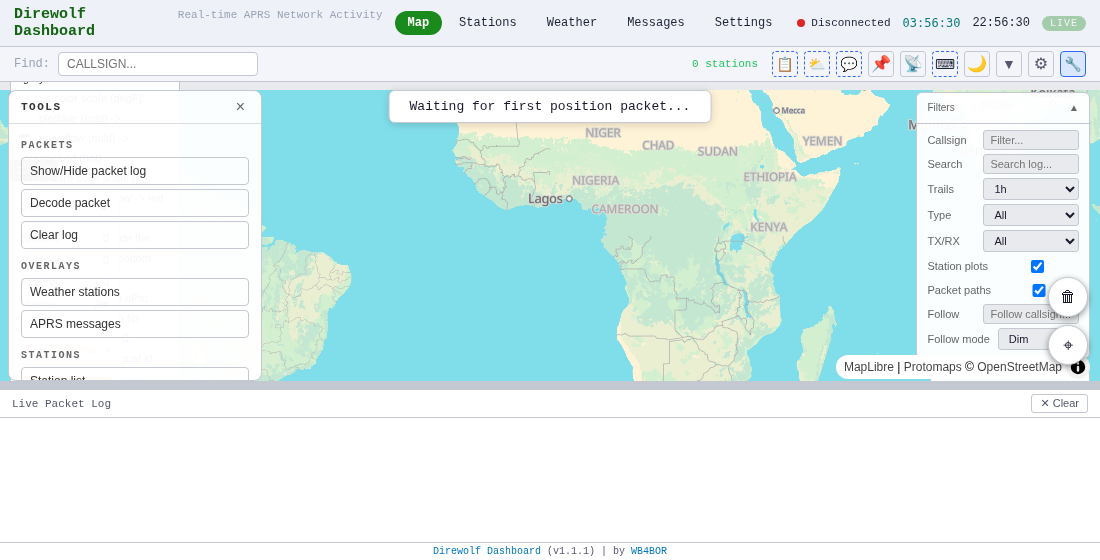 Direwolf
Dashboard
Real-time APRS Network Activity
Map Stations Weather Messages Settings
Disconnected 03:56:30 22:56:30 LIVE
Find: CALLSIGN...
0 stations
TOOLS ×
PACKETS
Show/Hide packet log
Decode packet
Clear log
OVERLAYS
Weather stations
APRS messages
STATIONS
Station list
Waiting for first position packet...
Mecca
NIGER
CHAD
SUDAN
YEMEN
NIGERIA
ETHIOPIA
Lagos
CAMEROON
KENYA
Filters ▲
Callsign Filter...
Search Search log...
Trails 1h
Type All
TX/RX All
Station plots
Packet paths
Follow Follow callsign...
Follow mode Dim
MapLibre | Protomaps © OpenStreetMap
Live Packet Log
✕ Clear
Direwolf Dashboard (v1.1.1) | by WB4BOR